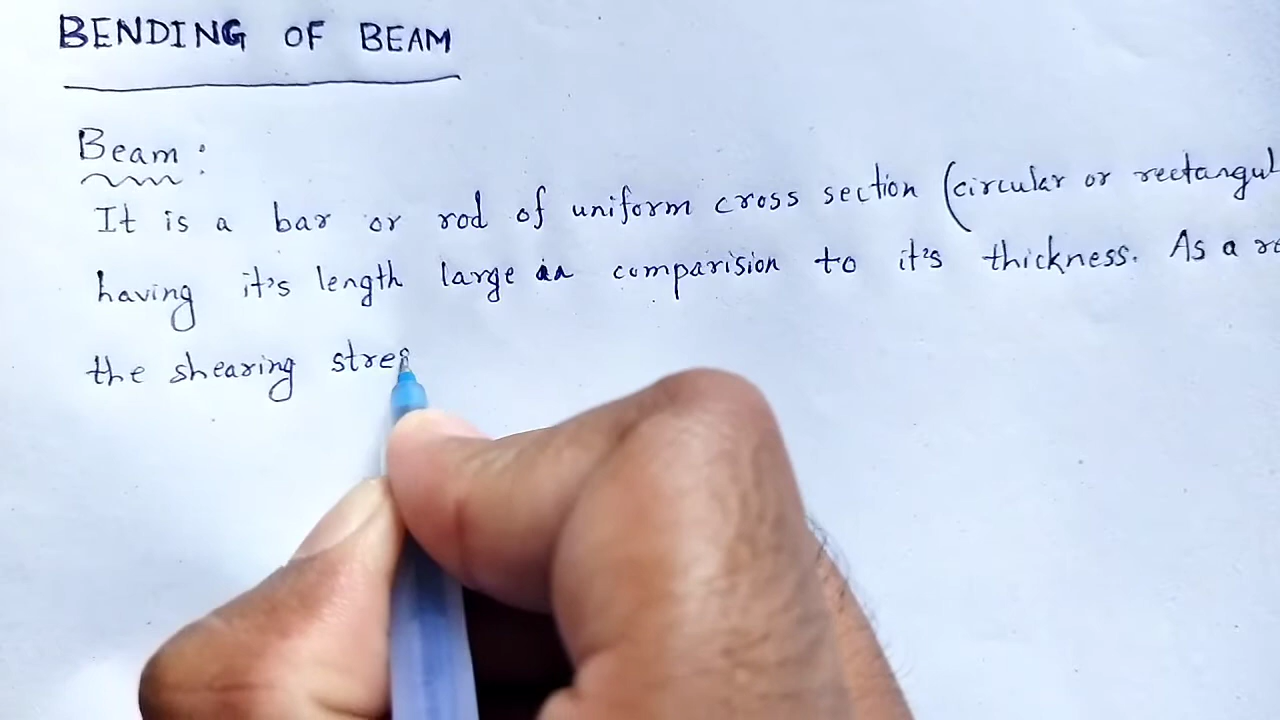 BENDING OF BEAM
Beam:
It is a bar or rod of uniform cross section (circular or rectangul
having it's length large in comparision to it's thickness. As a re
the shearing stres